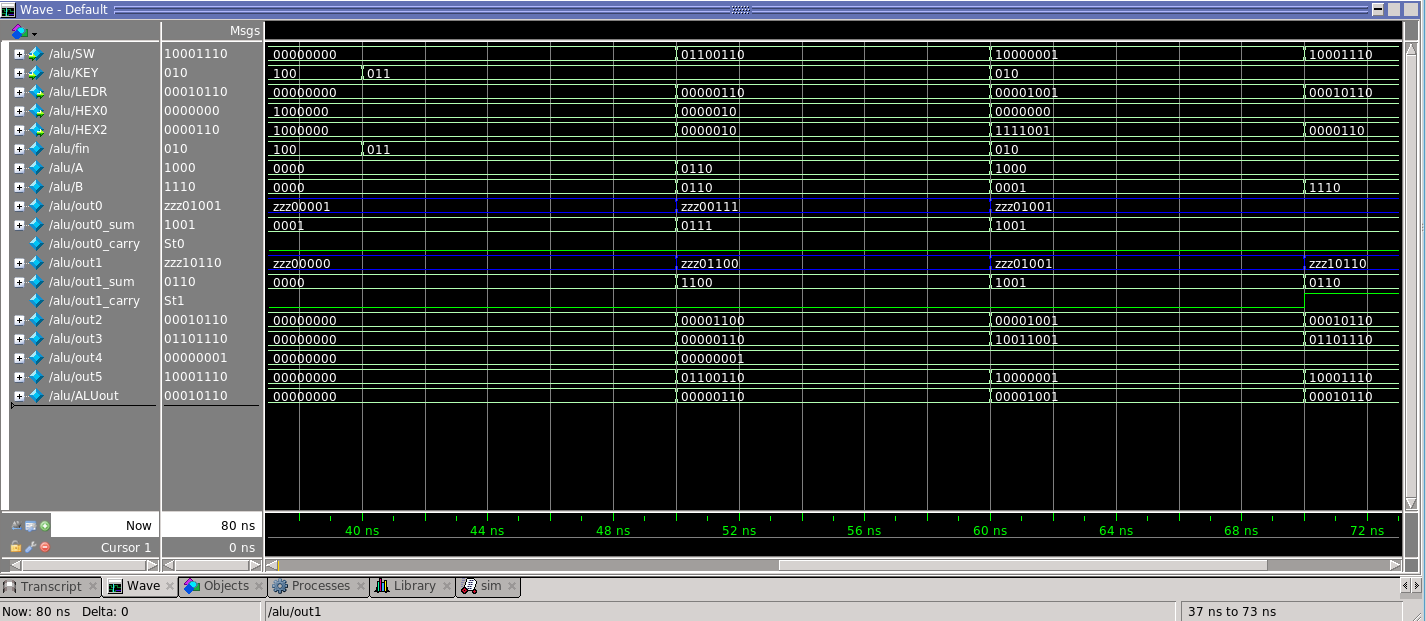 Wave - Default
Msgs
/alu/SW 10001110 00000000 01100110 10000001 10001110
/alu/KEY 010 100 011 010
/alu/LEDR 00010110 00000000 00000110 00001001 00010110
/alu/HEX0 0000000 1000000 0000010 0000000
/alu/HEX2 0000110 1000000 0000010 1111001 0000110
/alu/fin 010 100 011 010
/alu/A 1000 0000 0110 1000
/alu/B 1110 0000 0110 0001 1110
/alu/out0 zzz01001 zzz00001 zzz00111 zzz01001
/alu/out0_sum 1001 0001 0111 1001
/alu/out0_carry St0
/alu/out1 zzz10110 zzz00000 zzz01100 zzz01001 zzz10110
/alu/out1_sum 0110 0000 1100 1001 0110
/alu/out1_carry St1
/alu/out2 00010110 00000000 00001100 00001001 00010110
/alu/out3 01101110 00000000 00000110 10011001 01101110
/alu/out4 00000001 00000000 00000001
/alu/out5 10001110 00000000 01100110 10000001 10001110
/alu/ALUout 00010110 00000000 00000110 00001001 00010110
Now 80 ns 40 ns 44 ns 48 ns 52 ns 56 ns 60 ns 64 ns 68 ns 72 ns
Cursor 1 0 ns
Transcript Wave Objects Processes Library sim
Now: 80 ns Delta: 0 /alu/out1 37 ns to 73 ns